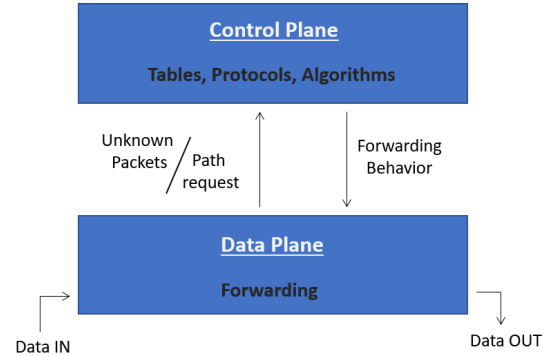 Control Plane
Tables, Protocols, Algorithms
Unknown
Packets
/
Path
request
Forwarding
Behavior
Data Plane
Forwarding
Data IN
Data OUT